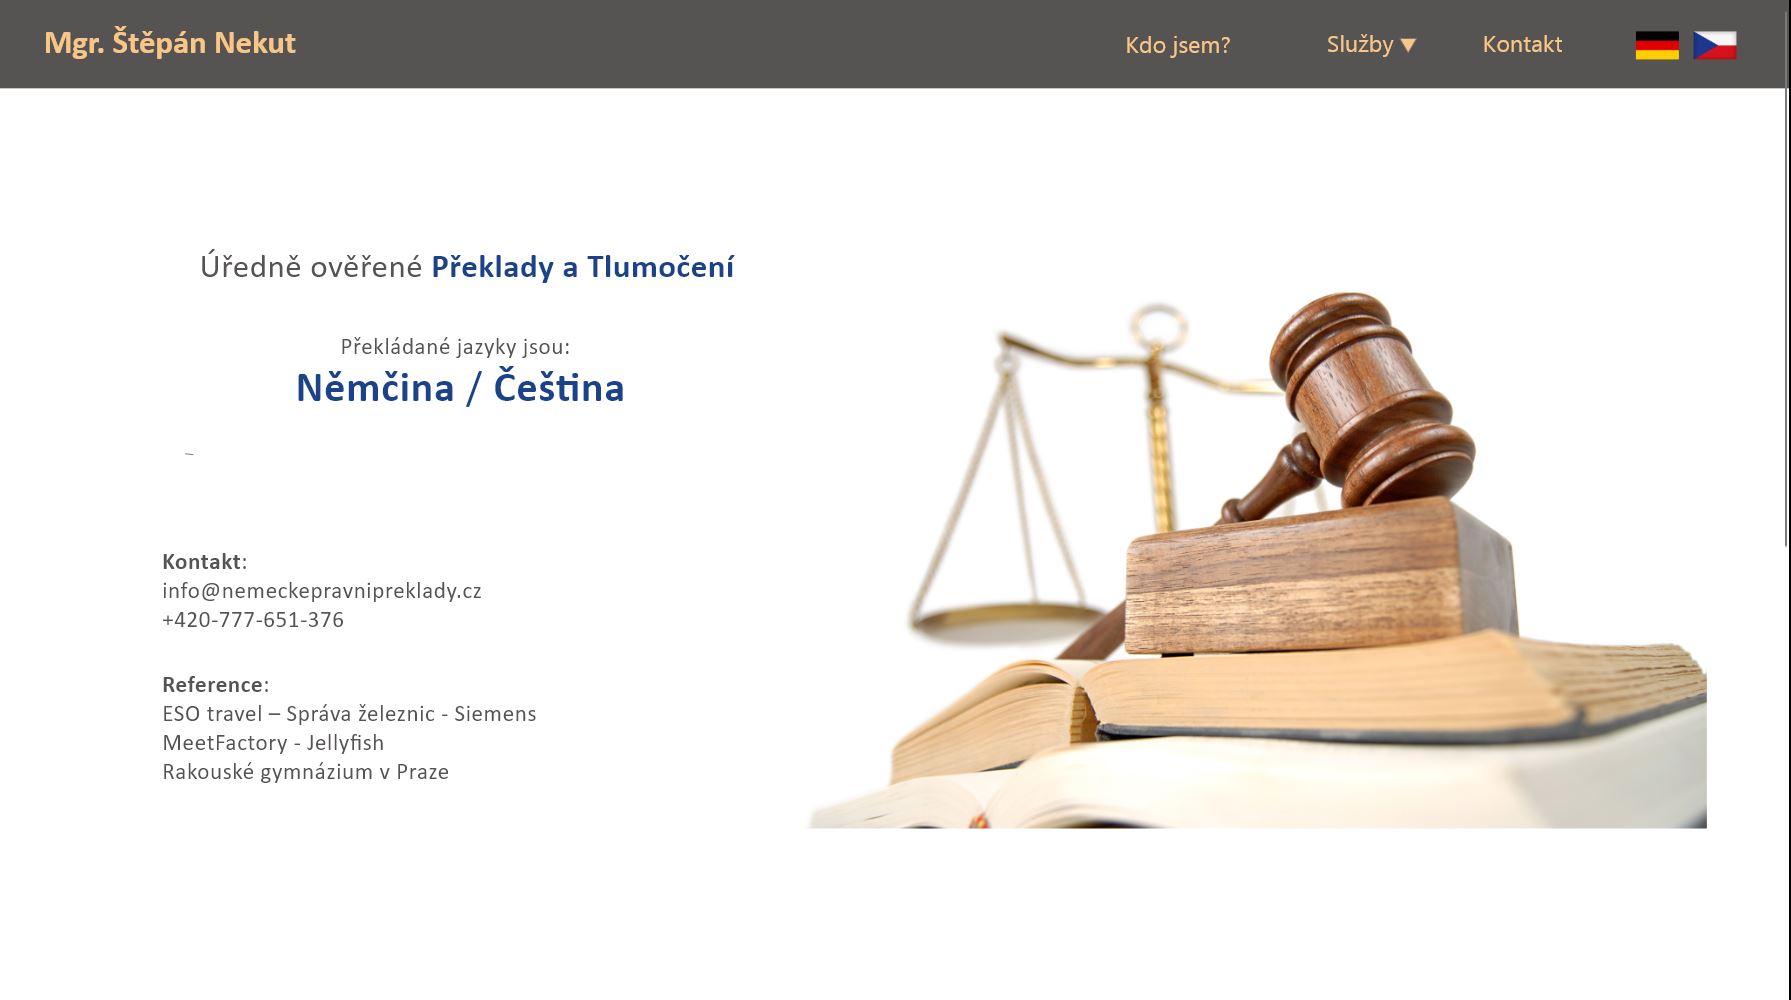 Mgr. Štěpán Nekut
Kdo jsem?
Služby ▼
Kontakt
Úředně ověřené Překlady a Tlumočení
Překládané jazyky jsou:
Němčina / Čeština
Kontakt:
info@nemeckepravnipreklady.cz
+420-777-651-376
Reference:
ESO travel – Správa železnic - Siemens
MeetFactory - Jellyfish
Rakouské gymnázium v Praze